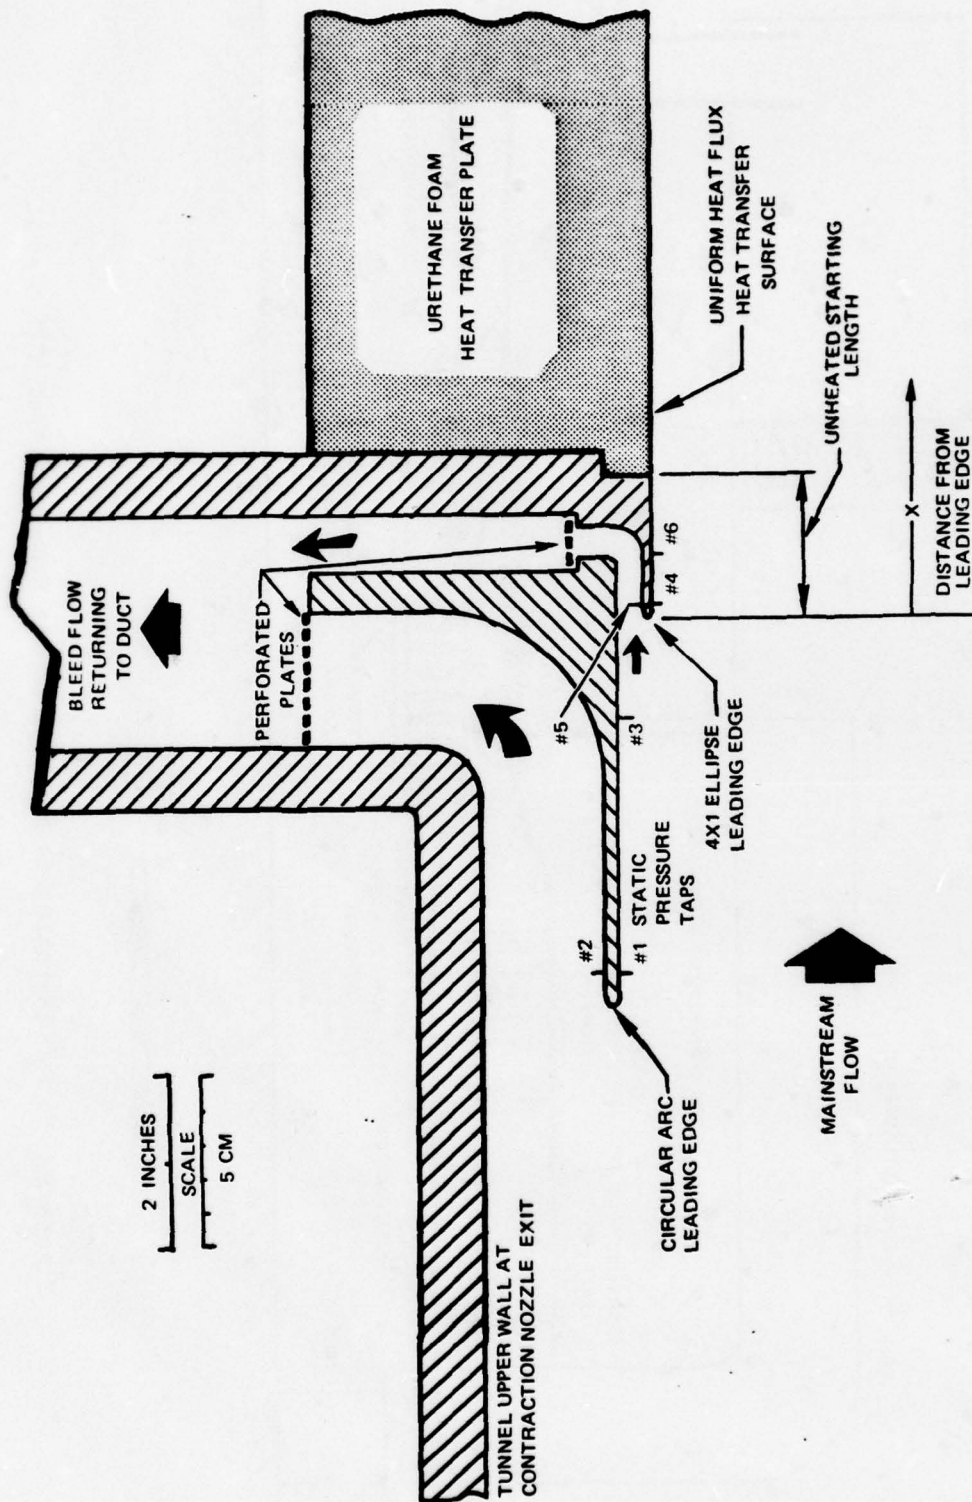 BLEED FLOW
RETURNING
TO DUCT
PERFORATED
PLATES
URETHANE FOAM
HEAT TRANSFER PLATE
2 INCHES
SCALE
5 CM
TUNNEL UPPER WALL AT
CONTRACTION NOZZLE EXIT
#2
#1
STATIC
PRESSURE
TAPS
#3
#5
#4
#6
CIRCULAR ARC
LEADING EDGE
4X1 ELLIPSE
LEADING EDGE
UNIFORM HEAT FLUX
HEAT TRANSFER
SURFACE
UNHEATED STARTING
LENGTH
X
DISTANCE FROM
LEADING EDGE
MAINSTREAM
FLOW